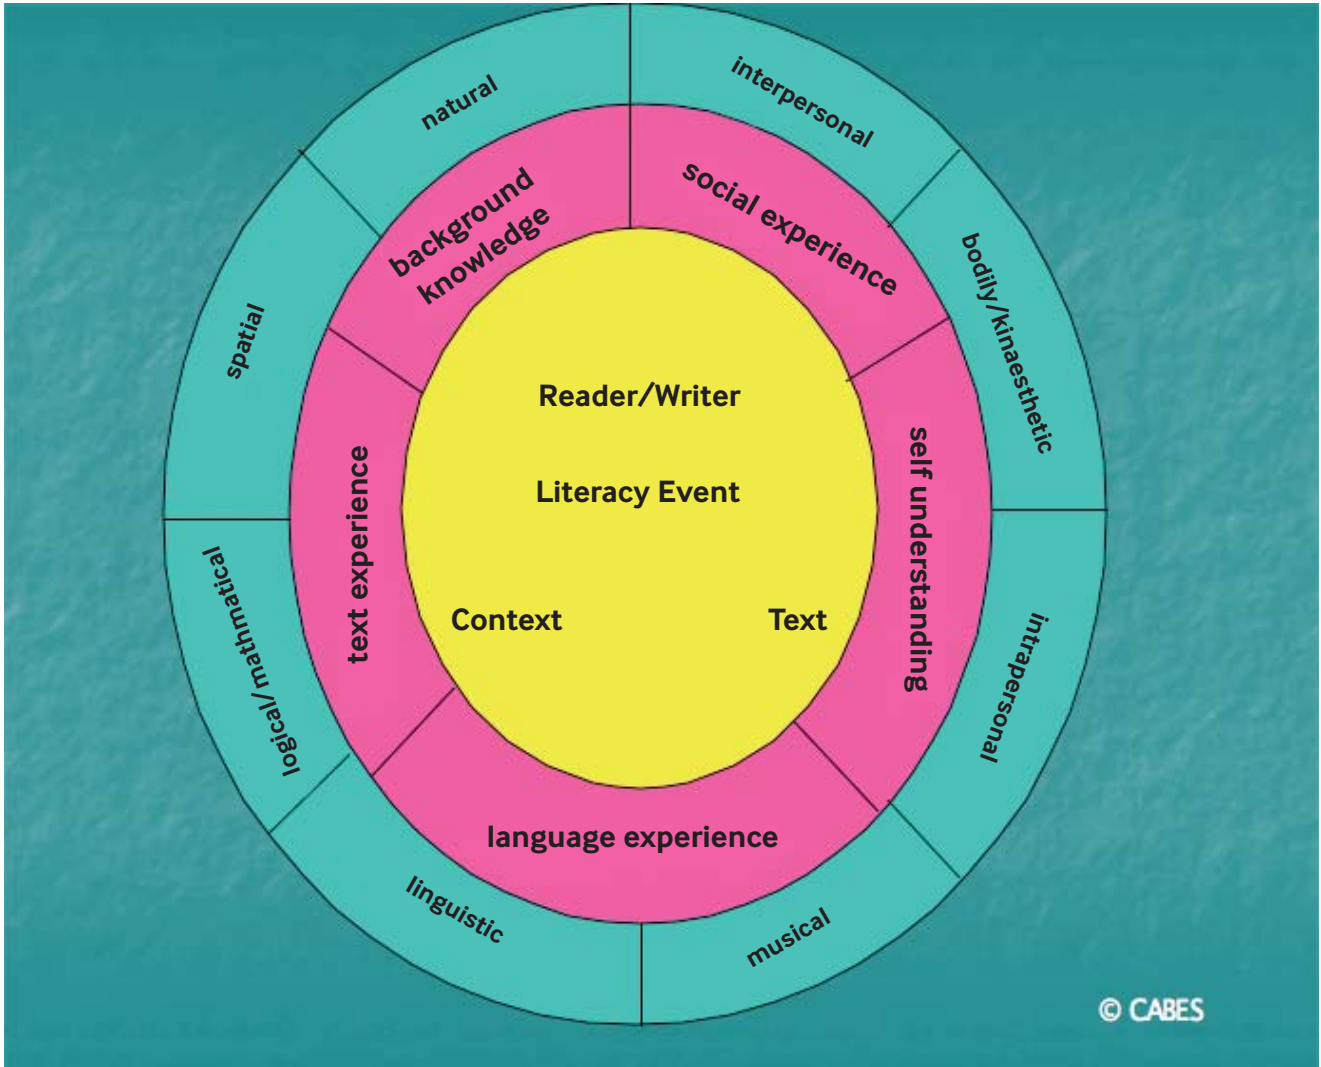 natural
interpersonal
background
knowledge
social experience
bodily/kinaesthetic
spatial
Reader/Writer
Literacy Event
text experience
self understanding
Context
Text
logical/mathmatical
intrapersonal
language experience
linguistic
musical
© CABES